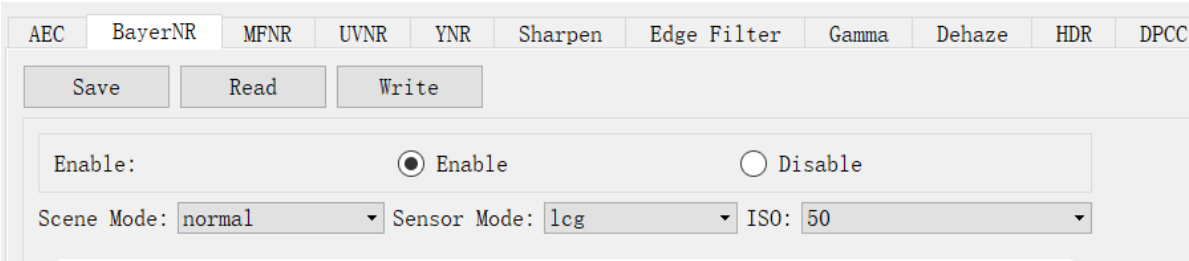 AEC BayerNR MFNR UVNR YNR Sharpen Edge Filter Gamma Dehaze HDR DPCC
Save Read Write
Enable: Enable Disable
Scene Mode: normal Sensor Mode: lcg ISO: 50